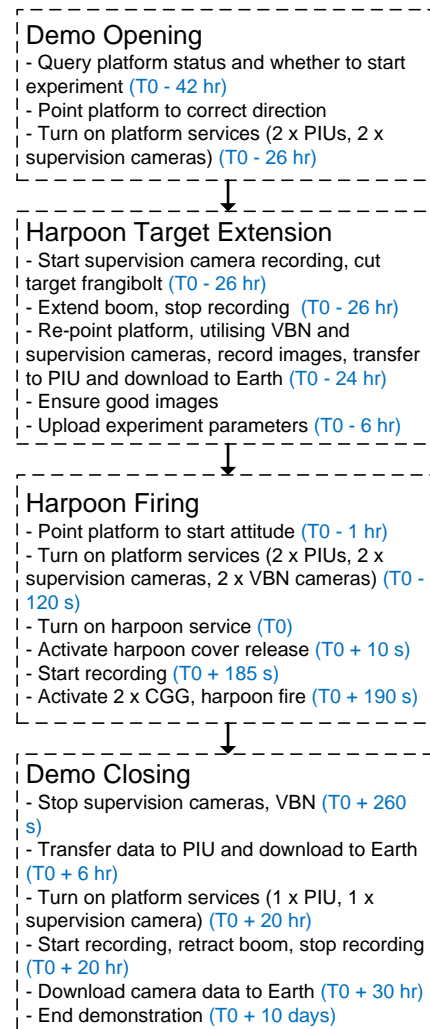 Demo Opening
- Query platform status and whether to start
experiment (T0 - 42 hr)
- Point platform to correct direction
- Turn on platform services (2 x PIUs, 2 x
supervision cameras) (T0 - 26 hr)
Harpoon Target Extension
- Start supervision camera recording, cut
target frangibolt (T0 - 26 hr)
- Extend boom, stop recording (T0 - 26 hr)
- Re-point platform, utilising VBN and
supervision cameras, record images, transfer
to PIU and download to Earth (T0 - 24 hr)
- Ensure good images
- Upload experiment parameters (T0 - 6 hr)
Harpoon Firing
- Point platform to start attitude (T0 - 1 hr)
- Turn on platform services (2 x PIUs, 2 x
supervision cameras, 2 x VBN cameras) (T0 -
120 s)
- Turn on harpoon service (T0)
- Activate harpoon cover release (T0 + 10 s)
- Start recording (T0 + 185 s)
- Activate 2 x CGG, harpoon fire (T0 + 190 s)
Demo Closing
- Stop supervision cameras, VBN (T0 + 260
s)
- Transfer data to PIU and download to Earth
(T0 + 6 hr)
- Turn on platform services (1 x PIU, 1 x
supervision camera) (T0 + 20 hr)
- Start recording, retract boom, stop recording
(T0 + 20 hr)
- Download camera data to Earth (T0 + 30 hr)
- End demonstration (T0 + 10 days)